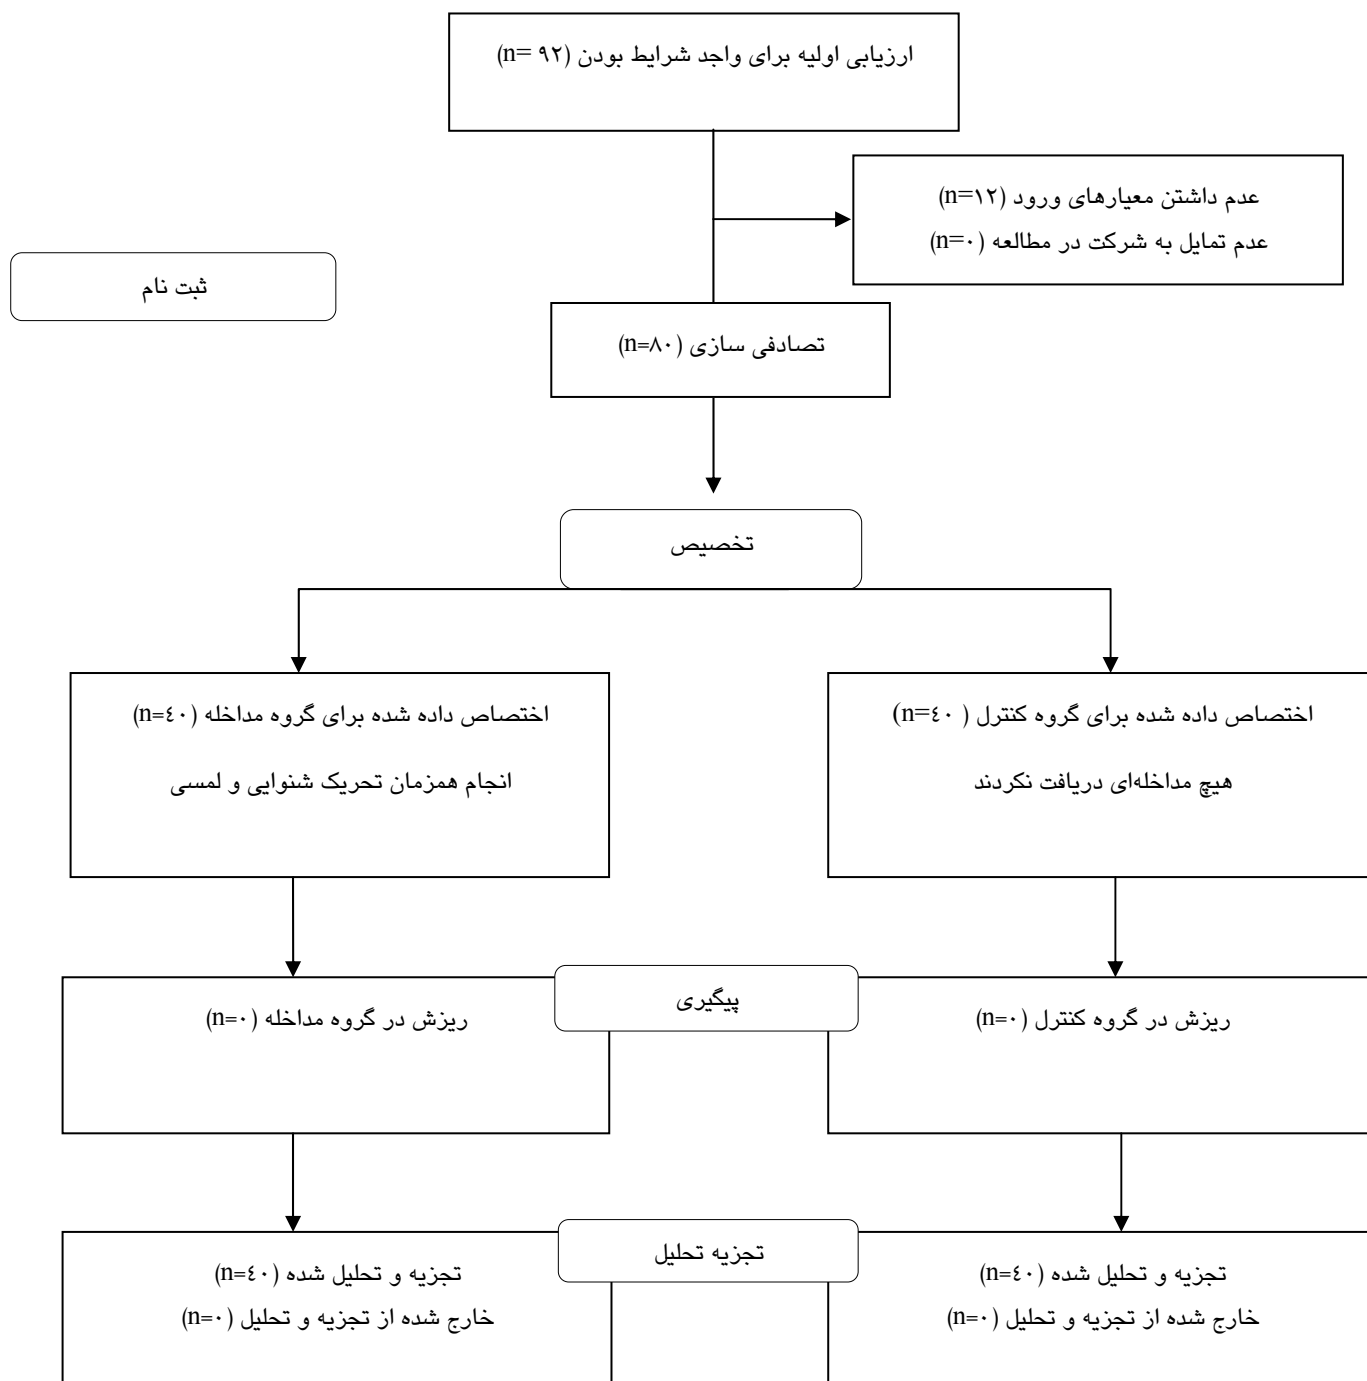 ارزیابی اولیه برای واجد شرایط بودن (n= ۹۲)
عدم داشتن معیارهای ورود (n=۱۲)
عدم تمایل به شرکت در مطالعه (n=۰)
ثبت نام
تصادفی سازی (n=۸۰)
تخصیص
اختصاص داده شده برای گروه کنترل (n=٤٠ )
هیچ مداخله‌ای دریافت نکردند
اختصاص داده شده برای گروه مداخله (n=٤٠)
انجام همزمان تحریک شنوایی و لمسی
پیگیری
ریزش در گروه کنترل (n=۰)
ریزش در گروه مداخله (n=۰)
تجزیه تحلیل
تجزیه و تحلیل شده (n=٤٠)
خارج شده از تجزیه و تحلیل (n=۰)
تجزیه و تحلیل شده (n=٤٠)
خارج شده از تجزیه و تحلیل (n=۰)